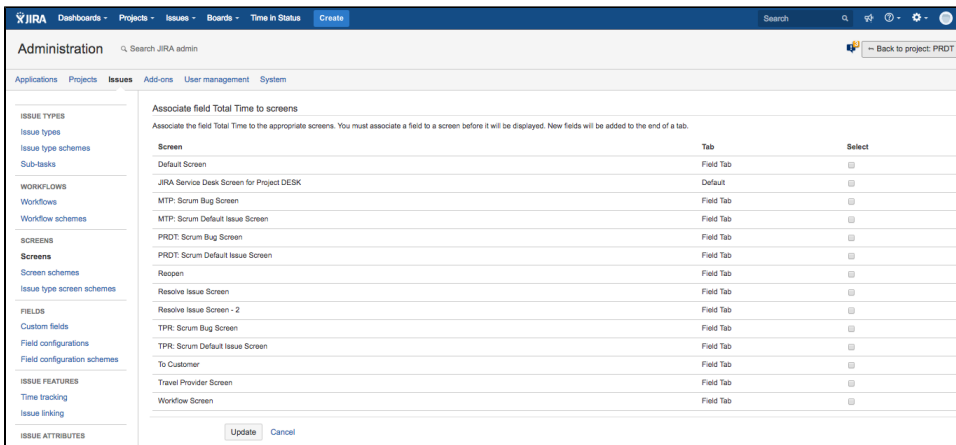 JIRA Dashboards Projects Issues Boards Time in Status Create Search
Administration Search JIRA admin Back to project: PRDT
Applications Projects Issues Add-ons User management System
ISSUE TYPES
Issue types
Issue type schemes
Sub-tasks
WORKFLOWS
Workflows
Workflow schemes
SCREENS
Screens
Screen schemes
Issue type screen schemes
FIELDS
Custom fields
Field configurations
Field configuration schemes
ISSUE FEATURES
Time tracking
Issue linking
ISSUE ATTRIBUTES
Associate field Total Time to screens
Associate the field Total Time to the appropriate screens. You must associate a field to a screen before it will be displayed. New fields will be added to the end of a tab.
Screen Tab Select
Default Screen Field Tab
JIRA Service Desk Screen for Project DESK Default
MTP: Scrum Bug Screen Field Tab
MTP: Scrum Default Issue Screen Field Tab
PRDT: Scrum Bug Screen Field Tab
PRDT: Scrum Default Issue Screen Field Tab
Reopen Field Tab
Resolve Issue Screen Field Tab
Resolve Issue Screen - 2 Field Tab
TPR: Scrum Bug Screen Field Tab
TPR: Scrum Default Issue Screen Field Tab
To Customer Field Tab
Travel Provider Screen Field Tab
Workflow Screen Field Tab
Update Cancel